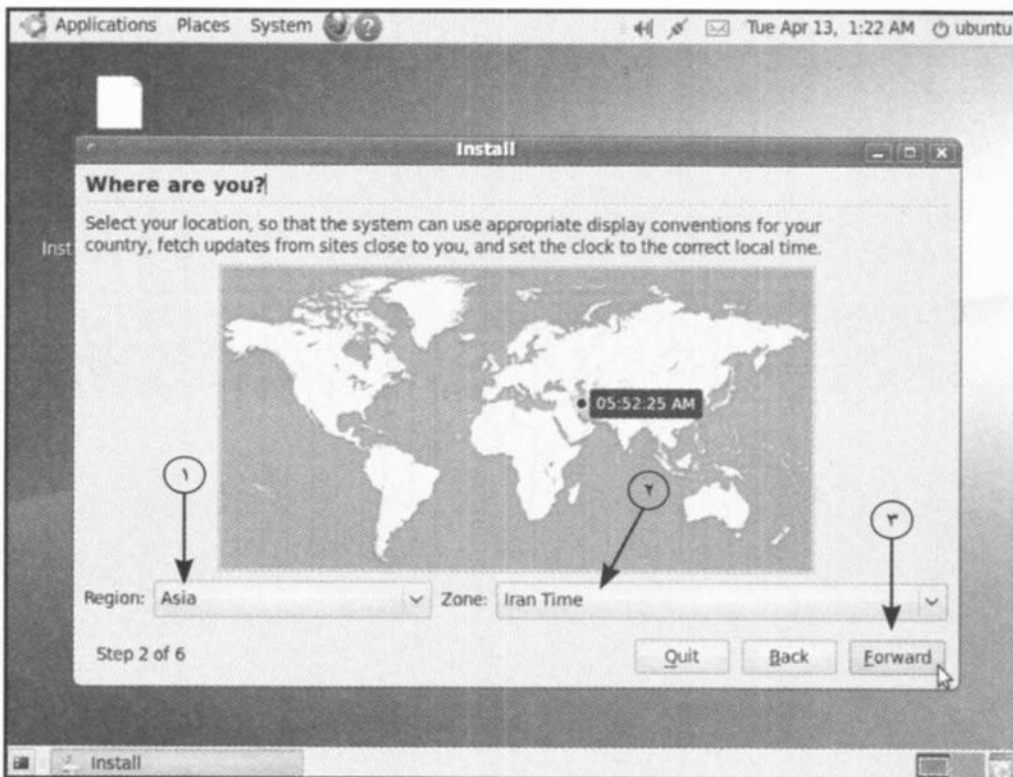 Applications Places System ? Tue Apr 13, 1:22 AM ubuntu
Install
Where are you?
Select your location, so that the system can use appropriate display conventions for your
Inst
country, fetch updates from sites close to you, and set the clock to the correct local time.
05:52:25 AM
۱
۲
۳
Region: Asia Zone: Iran Time
Step 2 of 6 Quit Back Forward
Install